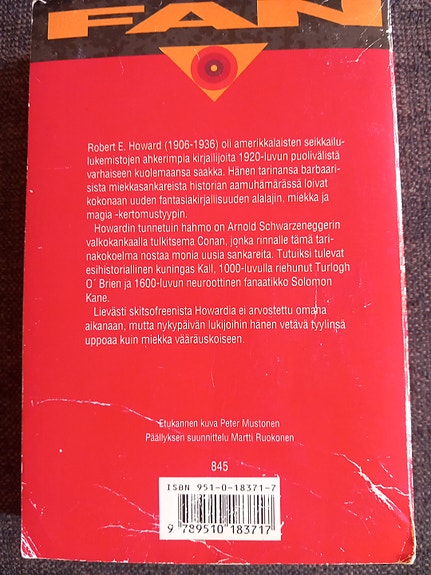 FAN
Robert E. Howard (1906-1936) oli amerikkalaisten seikkailu-
lukemistojen ahkerimpia kirjailijoita 1920-luvun puolivälistä
varhaiseen kuolemaansa saakka. Hänen tarinansa barbaari-
sista miekkasankareista historian aamuhämärässä loivat
kokonaan uuden fantasiakirjallisuuden alalajin, miekka ja
magia -kertomustyypin.
Howardin tunnetuin hahmo on Arnold Schwarzeneggerin
valkokankaalla tulkitsema Conan, jonka rinnalle tämä tari-
nakokoelma nostaa monia uusia sankareita. Tutuiksi tulevat
esihistoriallinen kuningas Kall, 1000-luvulla riehunut Turlogh
O´ Brien ja 1600-luvun neuroottinen fanaatikko Solomon
Kane.
Lievästi skitsofreenista Howardia ei arvostettu omana
aikanaan, mutta nykypäivän lukijoihin hänen vetävä tyylinsä
uppoaa kuin miekka vääräuskoiseen.
Etukannen kuva Peter Mustonen
Päällyksen suunnittelu Martti Ruokonen
845
ISBN 951-0-18371-7
9 789510 183717